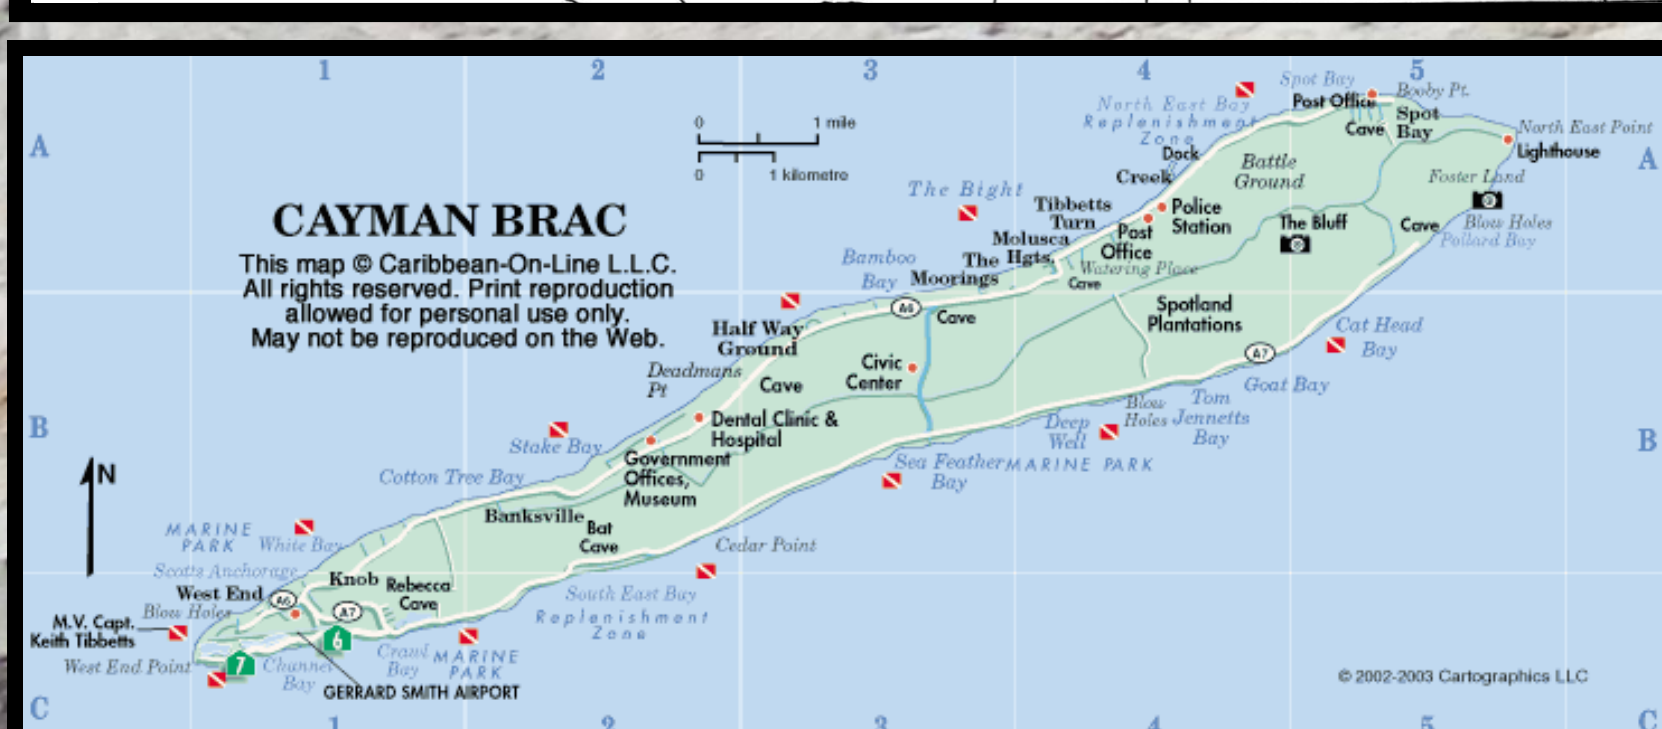 1
2
3
4
5
Spot Bay
Booby Pt.
Post Office
North East Bay
Replenishment
Zone
Cave
Spot
Bay
North East Point
Lighthouse
A
A
0
1 mile
0
1 kilometre
Dock
Creek
Battle
Ground
Foster Land
The Bight
Tibbetts
Turn
Police
Station
CAYMAN BRAC
This map © Caribbean-On-Line L.L.C.
All rights reserved. Print reproduction
allowed for personal use only.
May not be reproduced on the Web.
Post
Office
The Bluff
Cave
Blow Holes
Pollard Bay
Molusca
Hgts.
The
Moorings
Bamboo
Bay
Watering Place
Cave
A6
Cave
Spotland
Plantations
Half Way
Ground
Cat Head
Bay
A7
Civic
Center
Deadmans
Pt
Cave
Goat Bay
Blow
Holes
Tom
Jennetts
Bay
B
B
Dental Clinic &
Hospital
Deep
Well
Stake Bay
Government
Offices,
Museum
Sea Feather
Bay
MARINE PARK
N
Cotton Tree Bay
Banksville
Bat
Cave
MARINE
PARK
White Bay
Cedar Point
Scotts Anchorage
Knob
Rebecca
Cave
West End
A6
A7
Blow Holes
South East Bay
Replenishment
Zone
M.V. Capt.
Keith Tibbetts
6
7
West End Point
Channel
Bay
Crawl
Bay
MARINE
PARK
GERRARD SMITH AIRPORT
© 2002-2003 Cartographics LLC
C
C
1
2
3
4
5